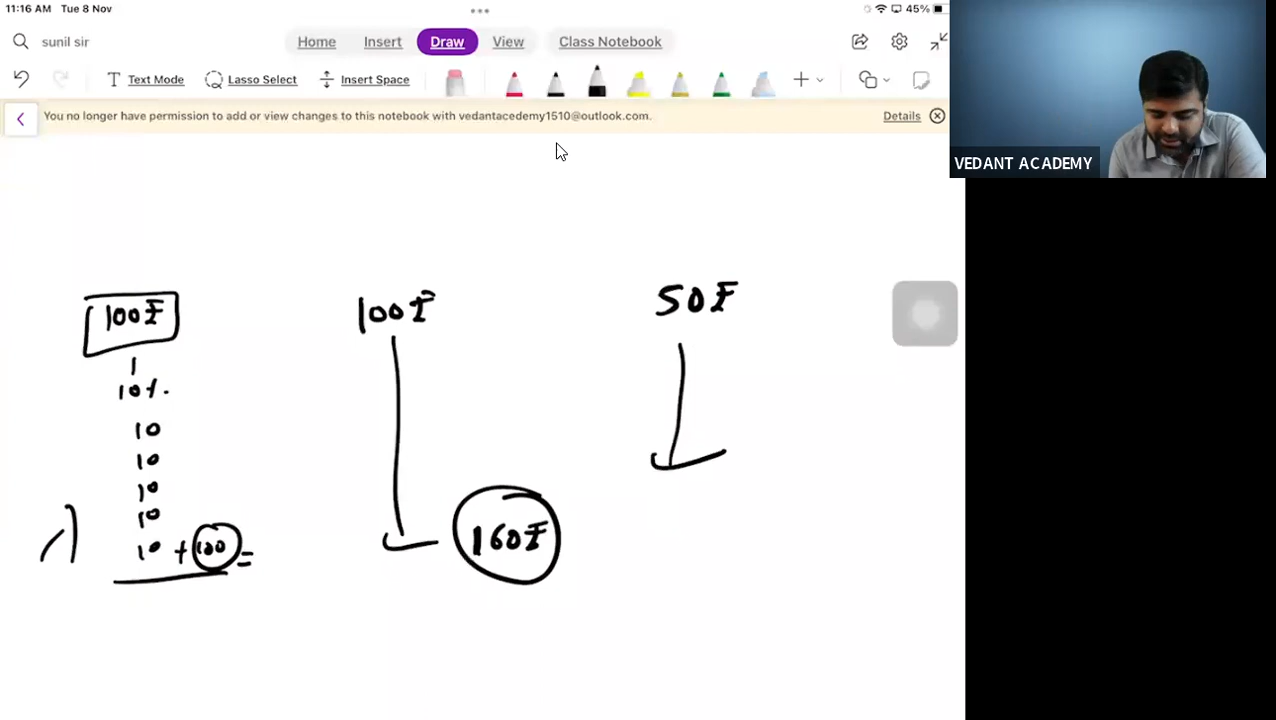 11:16 AM Tue 8 Nov
45%
sunil sir
Home Insert Draw View Class Notebook
Text Mode Lasso Select Insert Space
You no longer have permission to add or view changes to this notebook with vedantacedemy1510@outlook.com. Details
VEDANT ACADEMY
100₹ 100₹ 50₹
10%.
10
10
10
10
10 + 100 =
160₹